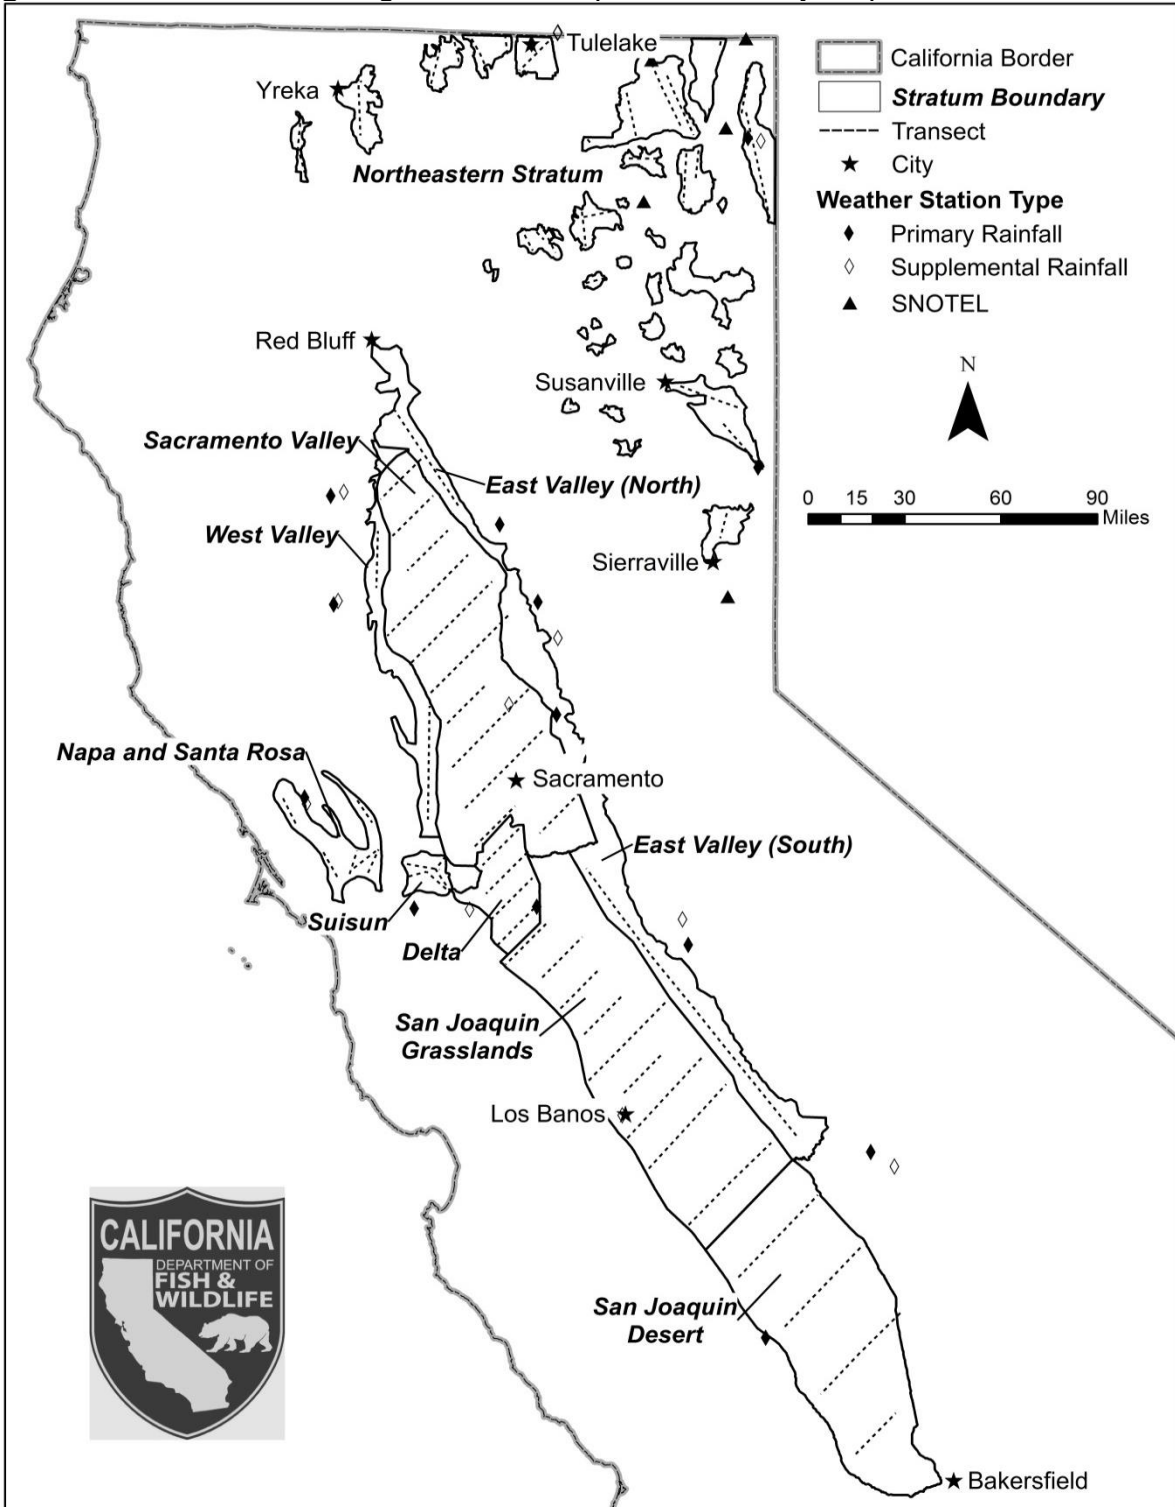 Tulelake
Yreka
Northeastern Stratum
California Border
Stratum Boundary
Transect
City
Weather Station Type
Primary Rainfall
Supplemental Rainfall
SNOTEL
N
0 15 30 60 90
Miles
Red Bluff
Susanville
Sacramento Valley
East Valley (North)
West Valley
Sierraville
Napa and Santa Rosa
Sacramento
East Valley (South)
Suisun
Delta
San Joaquin
Grasslands
Los Banos
San Joaquin
Desert
Bakersfield
CALIFORNIA
DEPARTMENT OF
FISH &
WILDLIFE